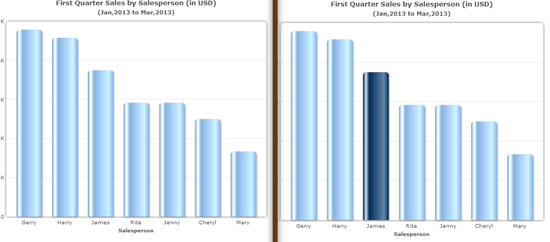 First Quarter Sales by Salesperson (in USD)
(Jan,2013 to Mar,2013)
K
K
K
K
0
Gerry Harry James Rita Jenny Cheryl Mary
Salesperson
First Quarter Sales by Salesperson (in USD)
(Jan,2013 to Mar,2013)
Gerry Harry James Rita Jenny Cheryl Mary
Salesperson